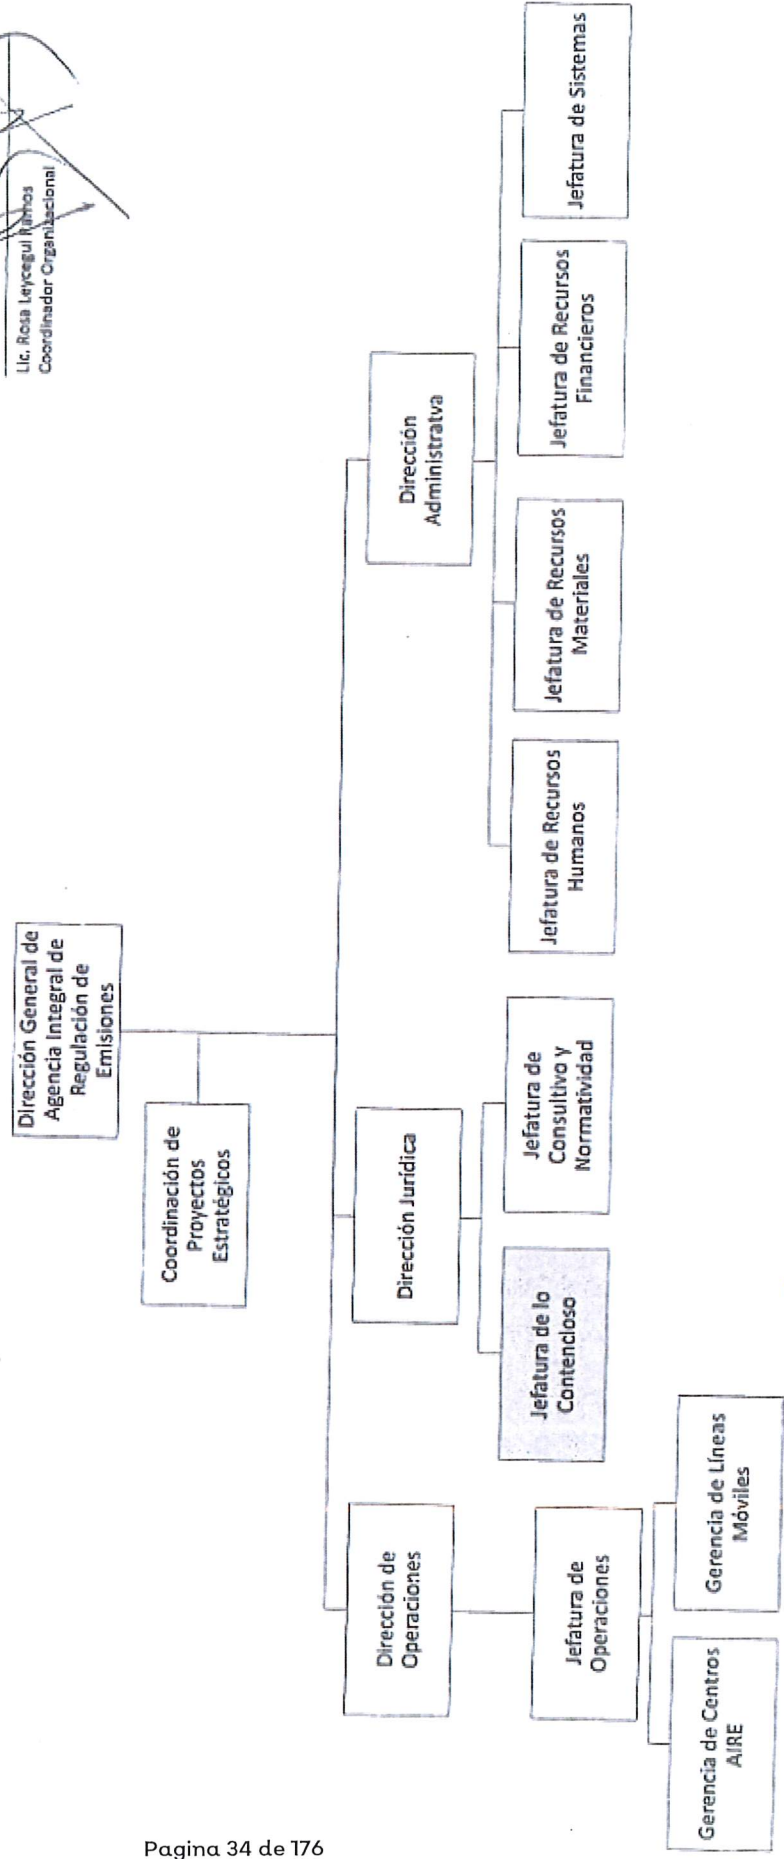 Lic. Rosa Leycegui Ramos
Coordinador Organizacional
Dirección General de
Agencia Integral de
Regulación de
Emisiones
Coordinación de
Proyectos
Estratégicos
Dirección de
Operaciones
Dirección Jurídica
Dirección
Administratva
Jefatura de
Operaciones
Jefatura de lo
Contencioso
Jefatura de
Consultivo y
Normatividad
Jefatura de Recursos
Humanos
Jefatura de Recursos
Materiales
Jefatura de Recursos
Financieros
Jefatura de Sistemas
Gerencia de Centros
AIRE
Gerencia de Líneas
Móviles
Pagina 34 de 176